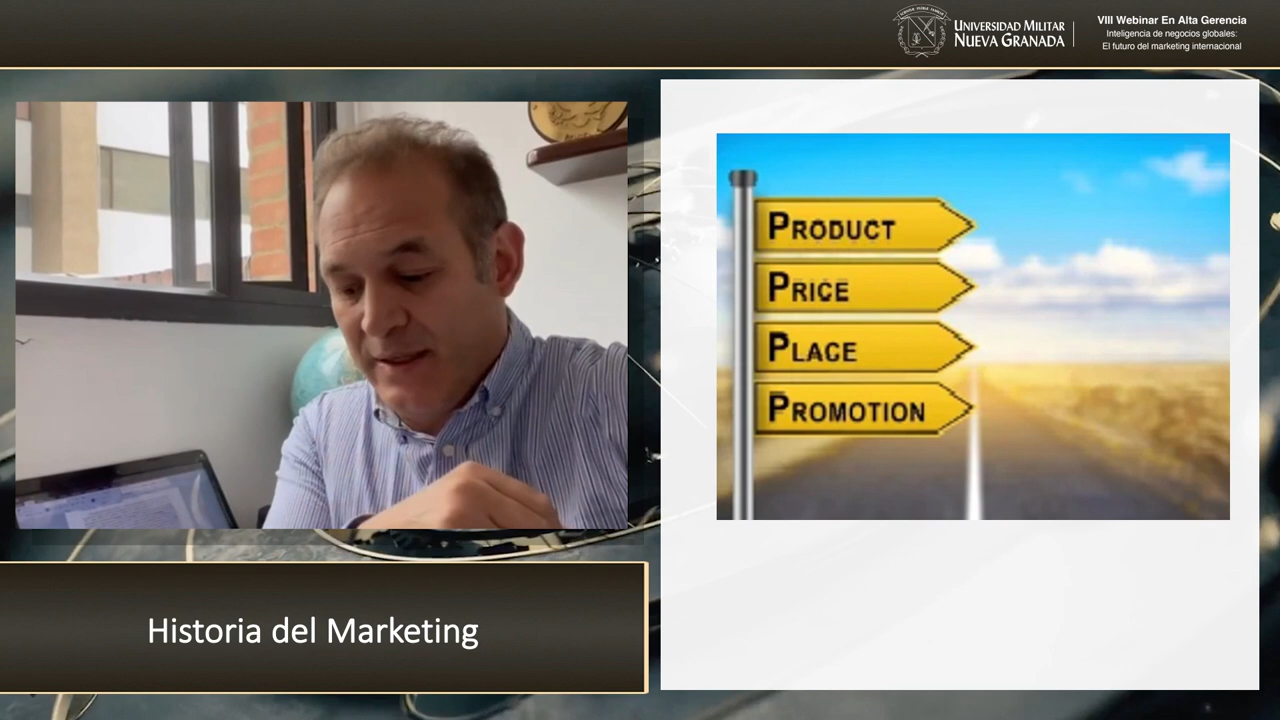 UNIVERSIDAD MILITAR
NUEVA GRANADA
VIII Webinar En Alta Gerencia
Inteligencia de negocios globales:
El futuro del marketing internacional
PRODUCT
PRICE
PLACE
PROMOTION
Historia del Marketing